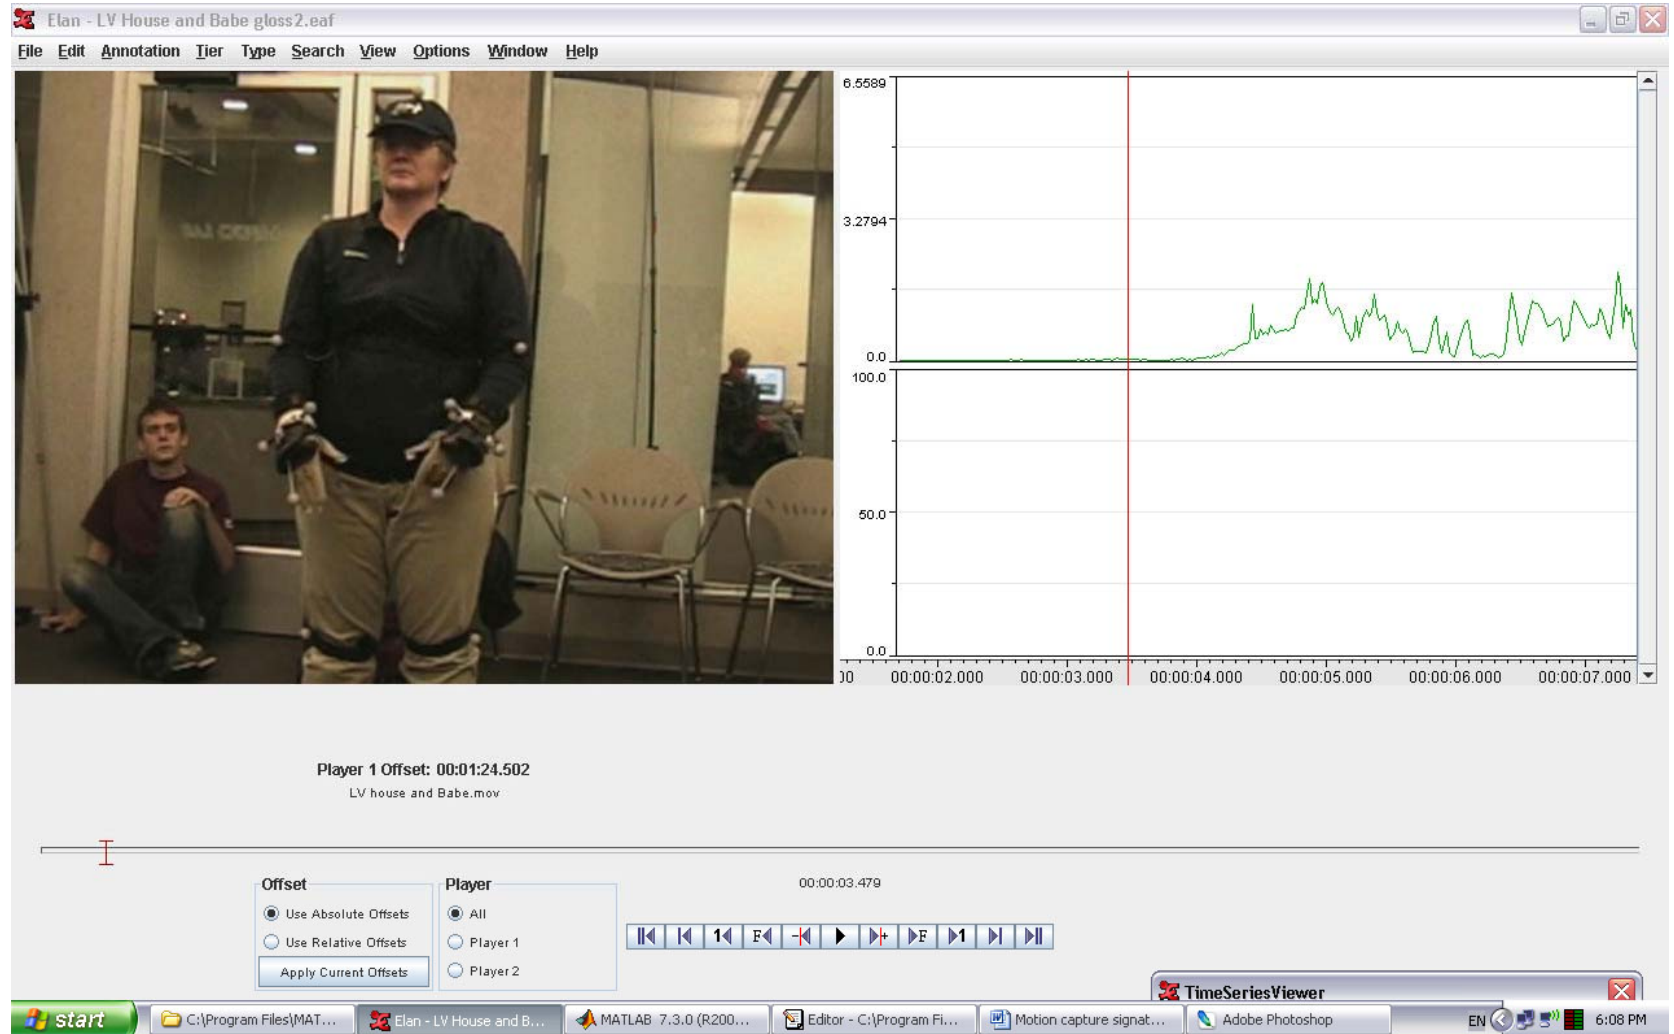 Elan - LV House and Babe gloss2.eaf
File Edit Annotation Tier Type Search View Options Window Help
6.5589
3.2794
0.0
100.0
50.0
0.0
00 00:00:02.000 00:00:03.000 00:00:04.000 00:00:05.000 00:00:06.000 00:00:07.000
Player 1 Offset: 00:01:24.502
LV house and Babe.mov
00:00:03.479
Offset
Use Absolute Offsets
Use Relative Offsets
Apply Current Offsets
Player
All
Player 1
Player 2
1 F -| + F 1
TimeSeriesViewer
start
C:\Program Files\MAT...
Elan - LV House and B...
MATLAB 7.3.0 (R200...
Editor - C:\Program Fi...
Motion capture signat...
Adobe Photoshop
EN
6:08 PM